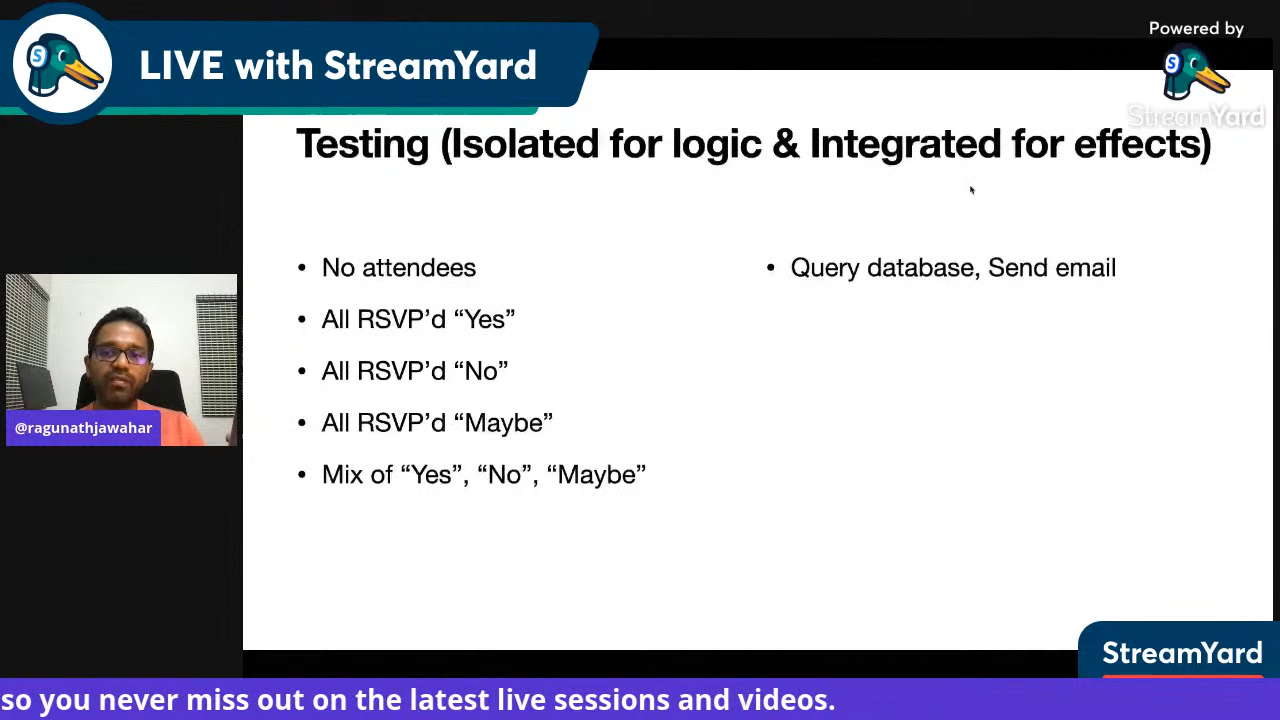 LIVE with StreamYard
Powered by
StreamYard
Testing (Isolated for logic & Integrated for effects)
• No attendees
• All RSVP’d “Yes”
• All RSVP’d “No”
• All RSVP’d “Maybe”
• Mix of “Yes”, “No”, “Maybe”
• Query database, Send email
@ragunathjawahar
StreamYard
so you never miss out on the latest live sessions and videos.